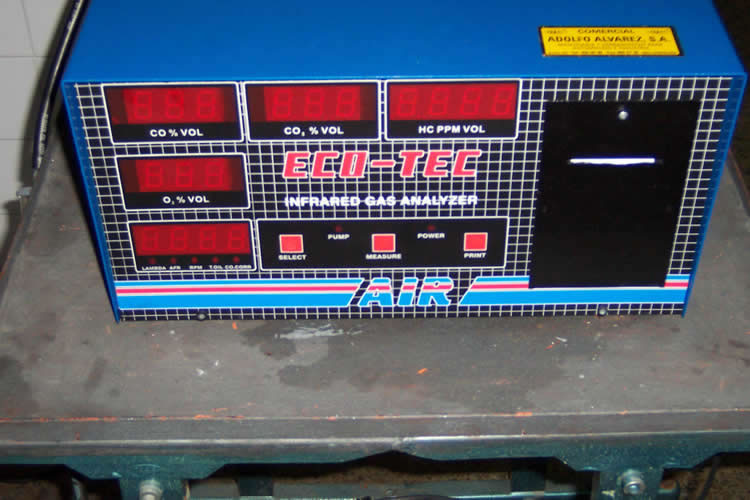 COMERCIAL
ADOLFO ALVAREZ, S.A.
CO % VOL
CO₂ % VOL
HC PPM VOL
O₂ % VOL
ECO-TEC
INFRARED GAS ANALYZER
LAMBDA AFR RPM T.OIL CO.CORR
PUMP POWER
SELECT MEASURE PRINT
AIR